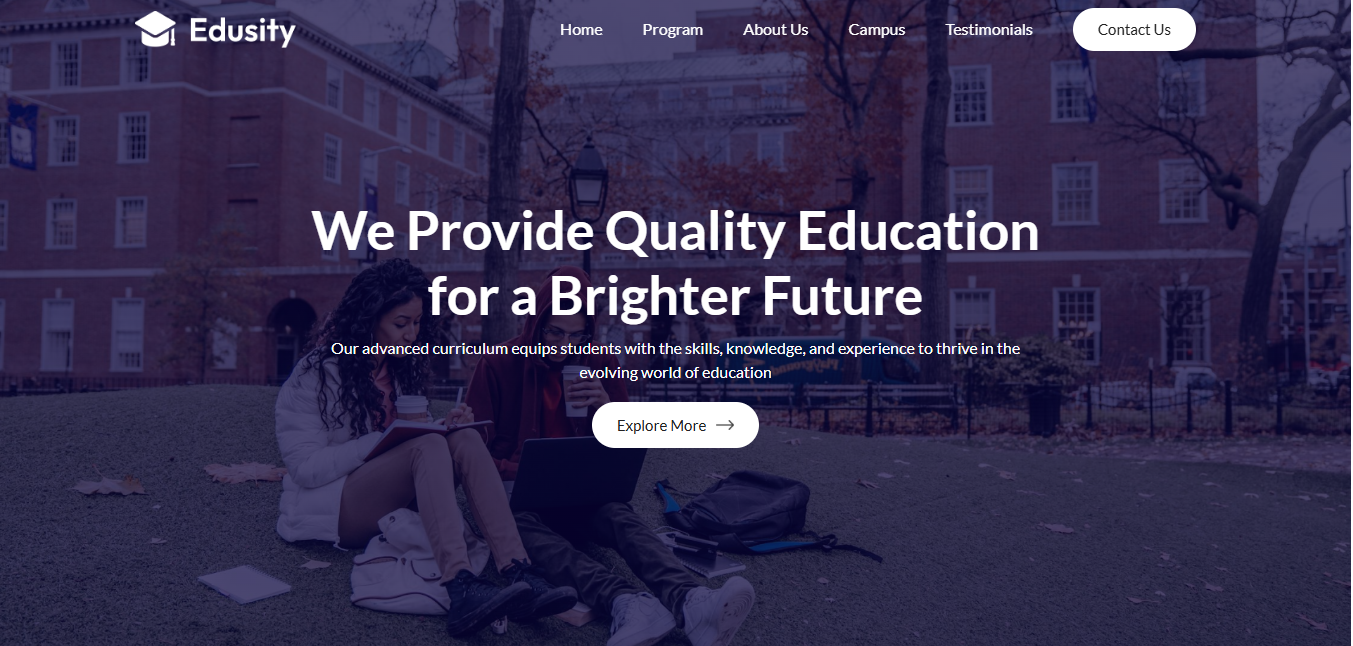 Edusity
Home
Program
About Us
Campus
Testimonials
Contact Us
We Provide Quality Education
for a Brighter Future
Our advanced curriculum equips students with the skills, knowledge, and experience to thrive in the
evolving world of education
Explore More